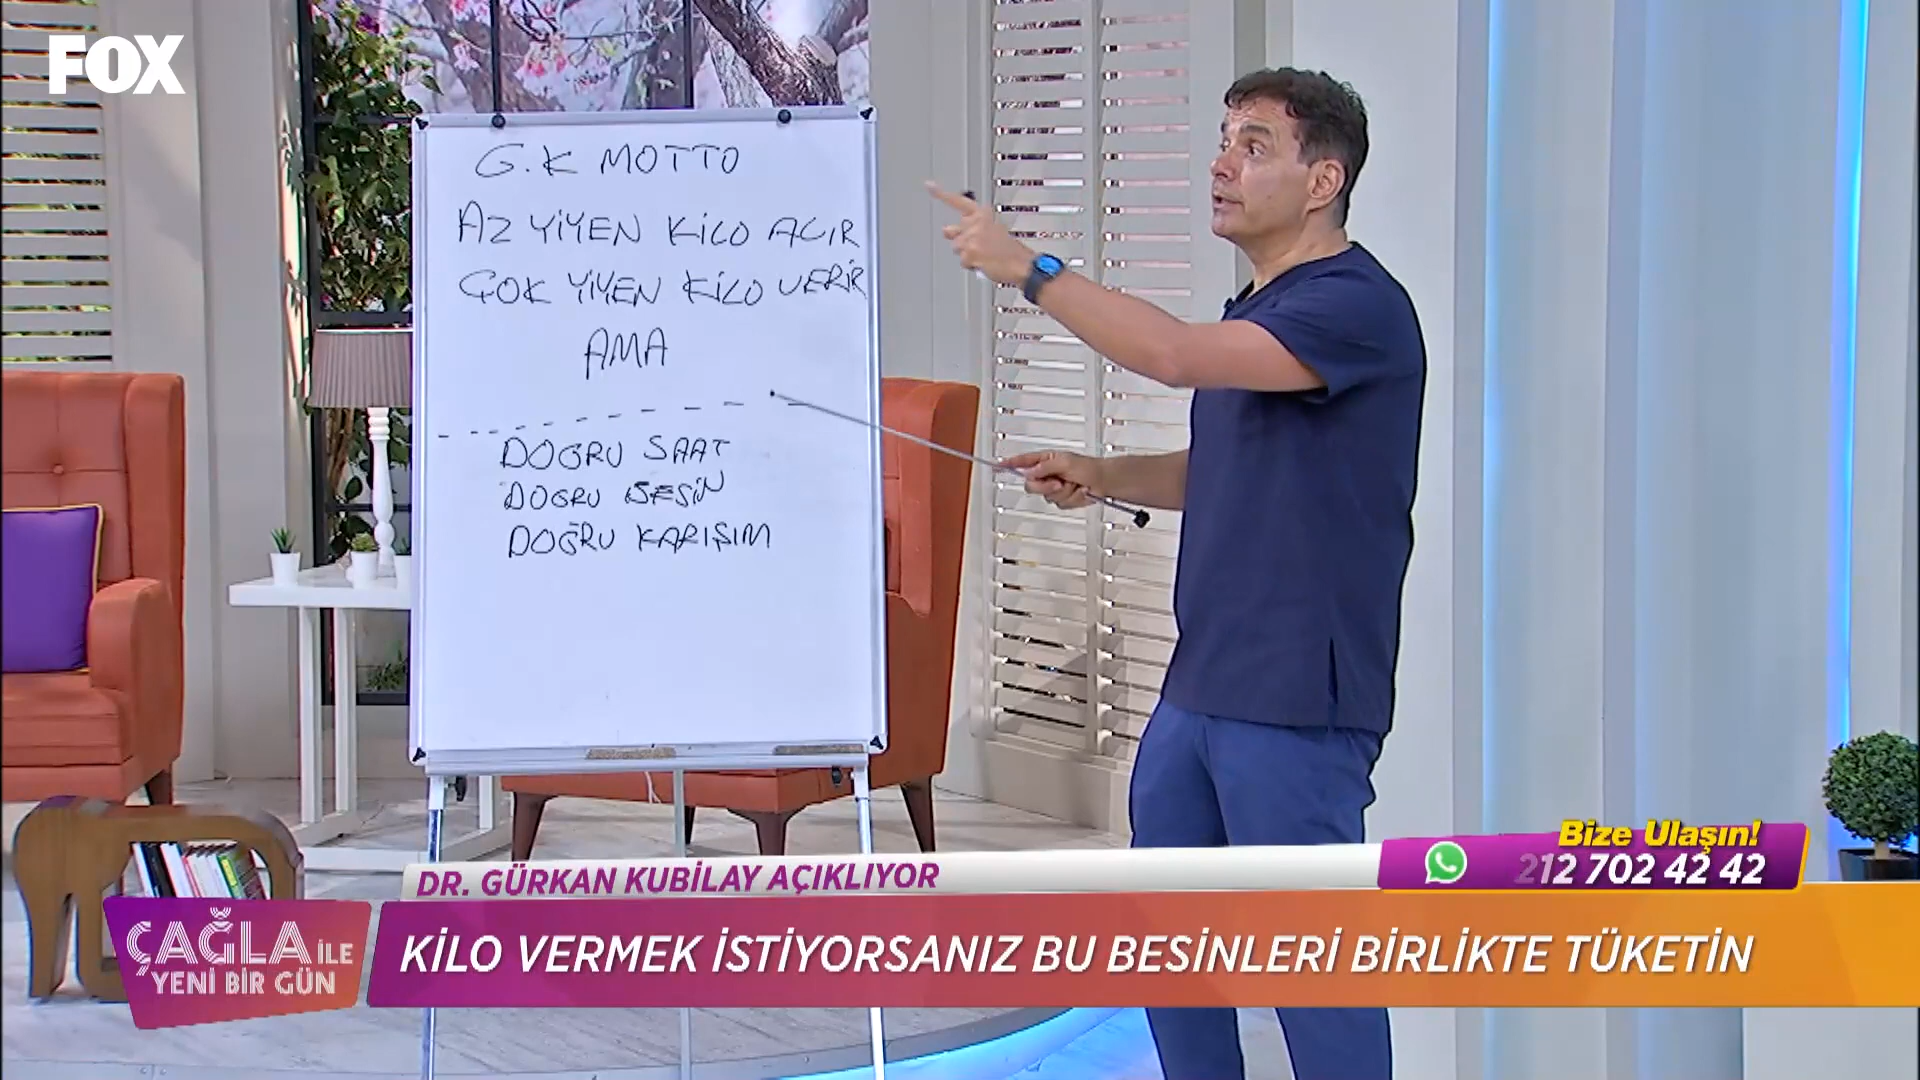 FOX
G.K MOTTO
AZ YİYEN KİLO ALIR
ÇOK YİYEN KİLO VERİR
AMA
DOĞRU SAAT
DOGRU BESİN
DOĞRU KARIŞIM
Bize Ulaşın!
212 702 42 42
DR. GÜRKAN KUBİLAY AÇIKLIYOR
ÇAĞLA İLE
YENİ BİR GÜN
KİLO VERMEK İSTİYORSANIZ BU BESİNLERİ BİRLİKTE TÜKETİN